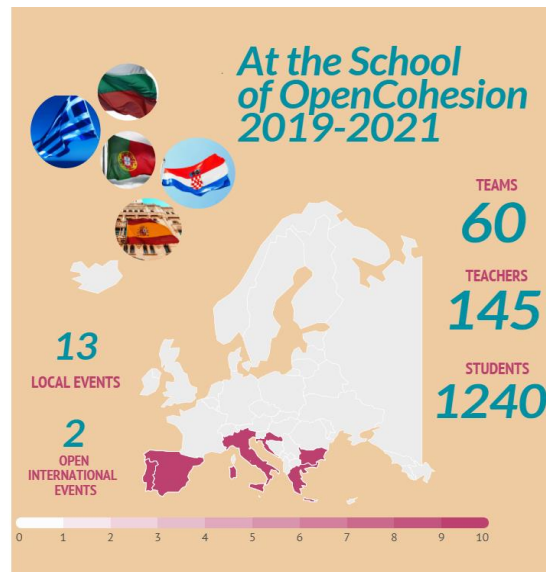 At the School
of OpenCohesion
2019-2021
TEAMS
60
TEACHERS
145
STUDENTS
1240
13
LOCAL EVENTS
2
OPEN
INTERNATIONAL
EVENTS
0 1 2 3 4 5 6 7 8 9 10